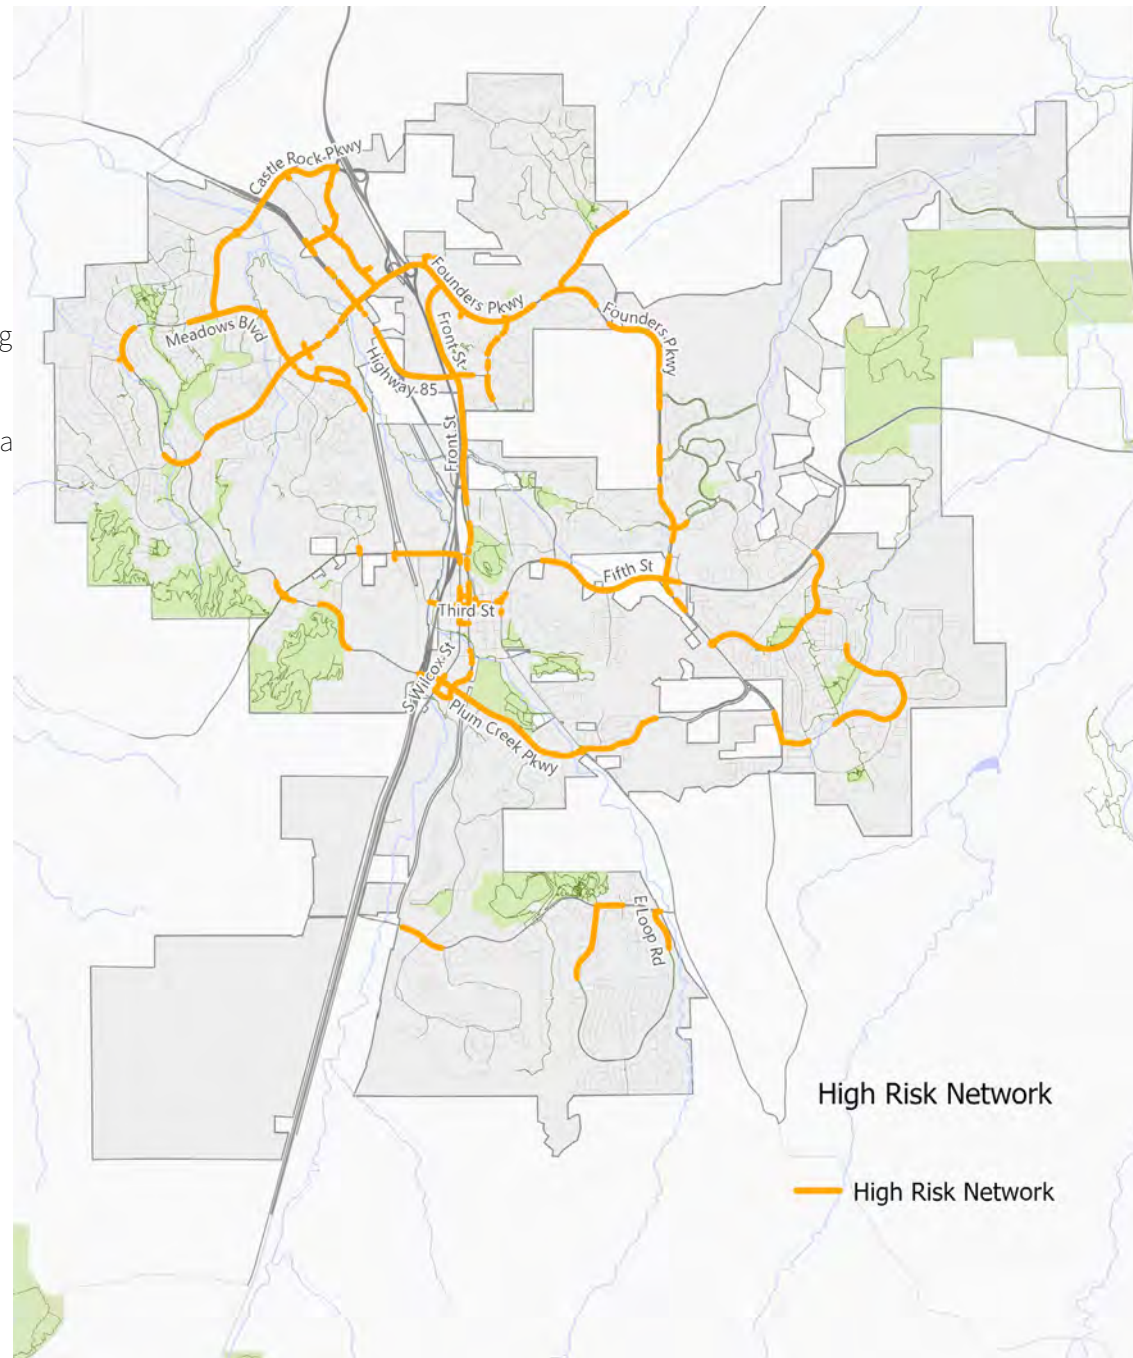 Castle Rock Pkwy
Founders Pkwy
Founders Pkwy
Meadows Blvd
Front St
g
Highway 85
a
Front St
Fifth St
Third St
S Wilcox St
Plum Creek Pkwy
E Loop Rd
High Risk Network
High Risk Network